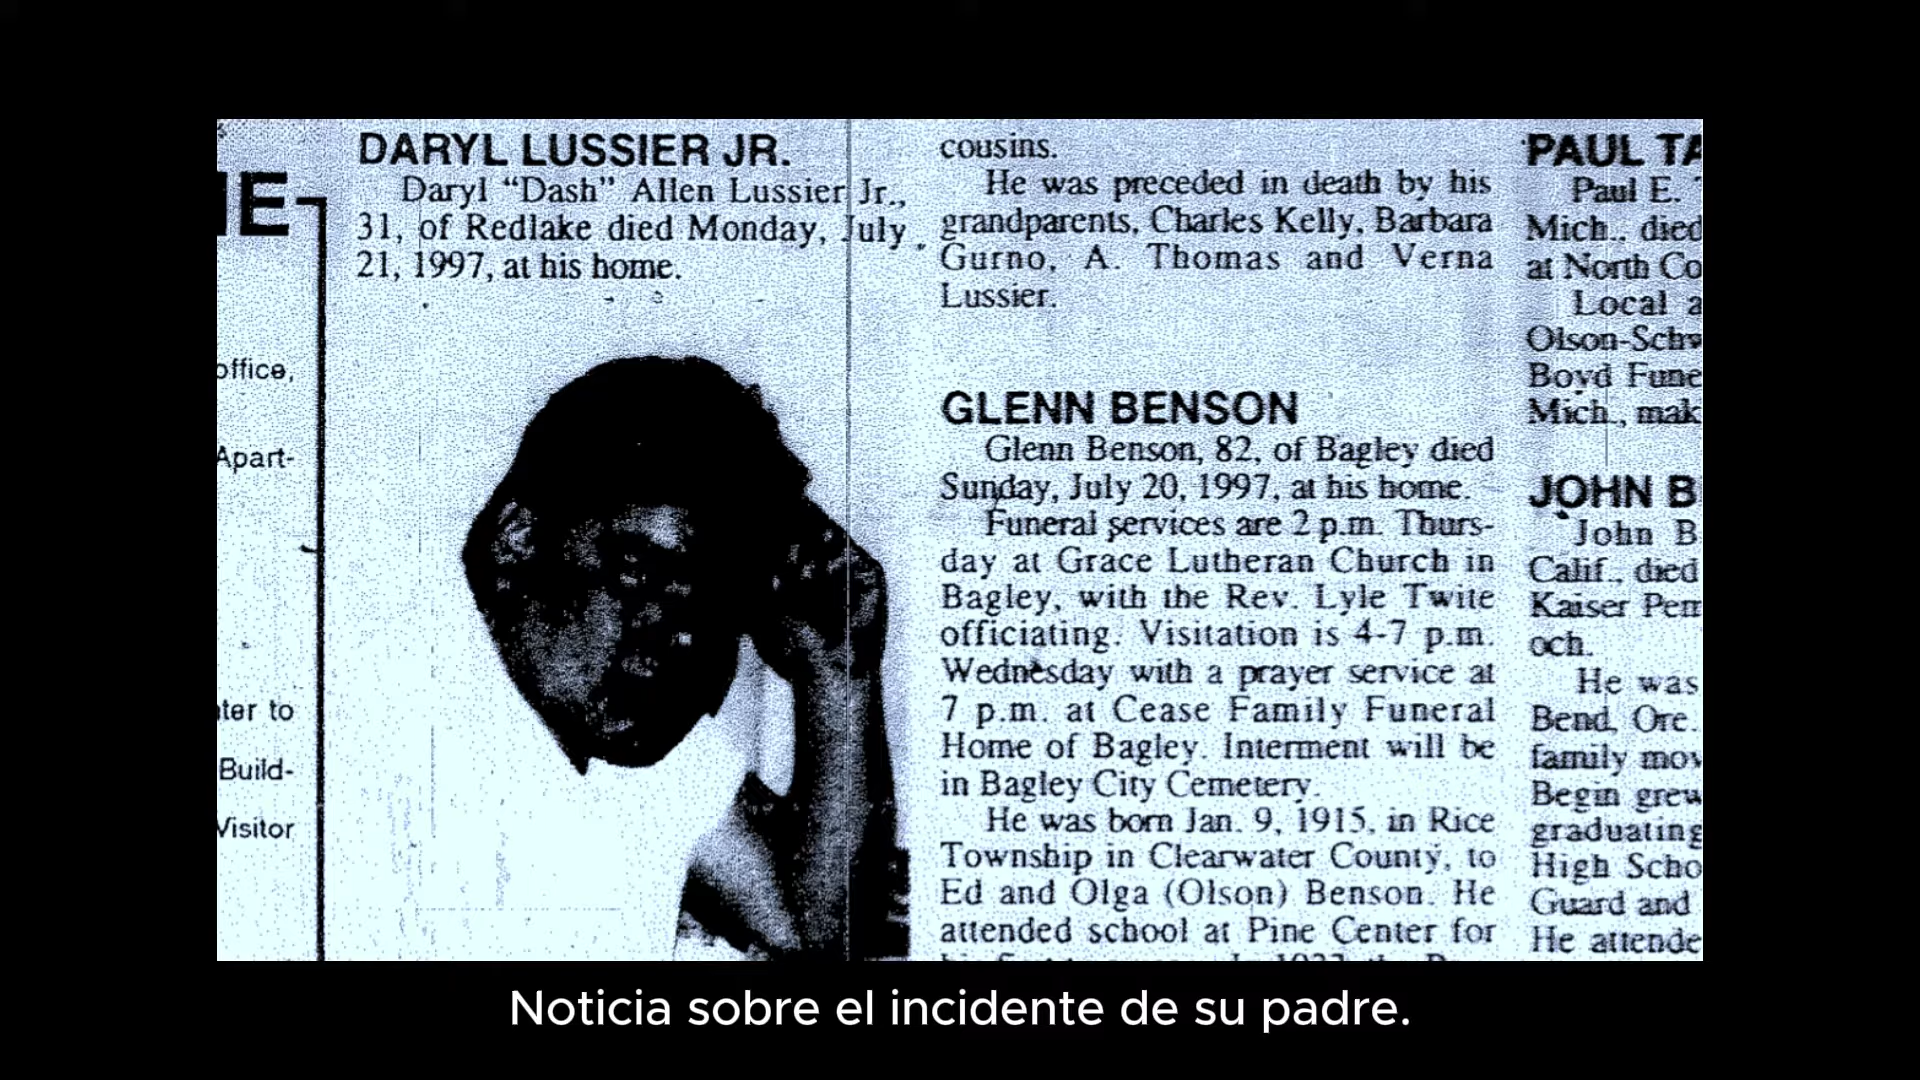 IE
office,
Apart-
ter to
Build-
Visitor
DARYL LUSSIER JR.
Daryl “Dash” Allen Lussier Jr.,
31, of Redlake died Monday, July
21, 1997, at his home.
cousins.
He was preceded in death by his
grandparents, Charles Kelly, Barbara
Gurno, A. Thomas and Verna
Lussier.
GLENN BENSON
Glenn Benson, 82, of Bagley died
Sunday, July 20, 1997, at his home.
Funeral services are 2 p.m. Thurs-
day at Grace Lutheran Church in
Bagley, with the Rev. Lyle Twite
officiating. Visitation is 4-7 p.m.
Wednesday with a prayer service at
7 p.m. at Cease Family Funeral
Home of Bagley. Interment will be
in Bagley City Cemetery.
He was born Jan. 9, 1915, in Rice
Township in Clearwater County, to
Ed and Olga (Olson) Benson. He
attended school at Pine Center for
PAUL TA
Paul E.
Mich., died
at North Co
Local a
Olson-Schw
Boyd Fune
Mich., mak
JOHN B
John B
Calif., died
Kaiser Perm
och.
He was
Bend, Ore.
family mov
Begin grew
graduating
High Scho
Guard and
He attende
Noticia sobre el incidente de su padre.